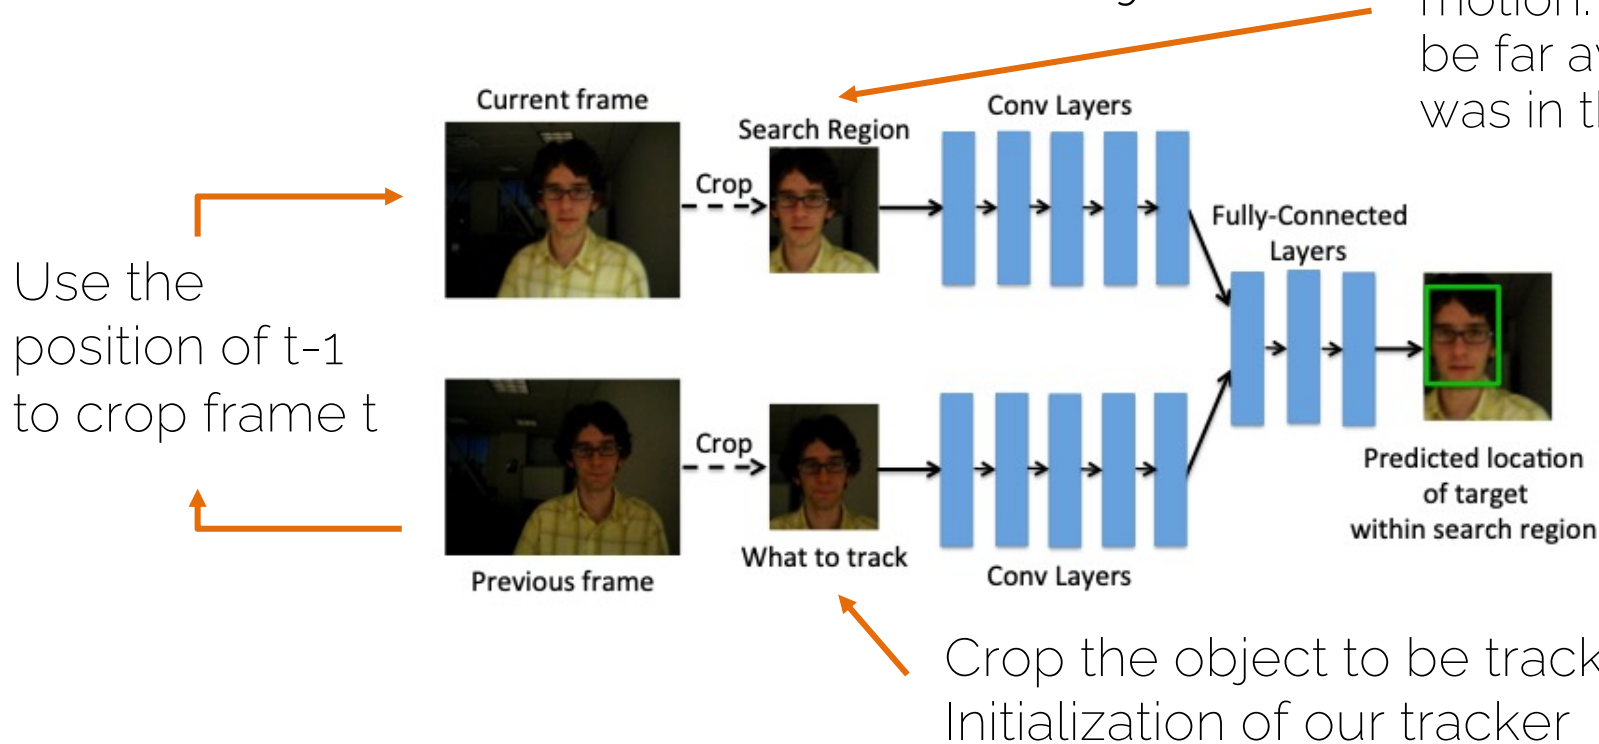 motion.
be far
was in
Current frame
Conv Layers
Search Region
Crop
Fully-Connected
Layers
Use the
position of t-1
to crop frame t
Crop
Predicted location
of target
within search region
What to track
Conv Layers
Previous frame
Crop the object to be
Initialization of our tracker